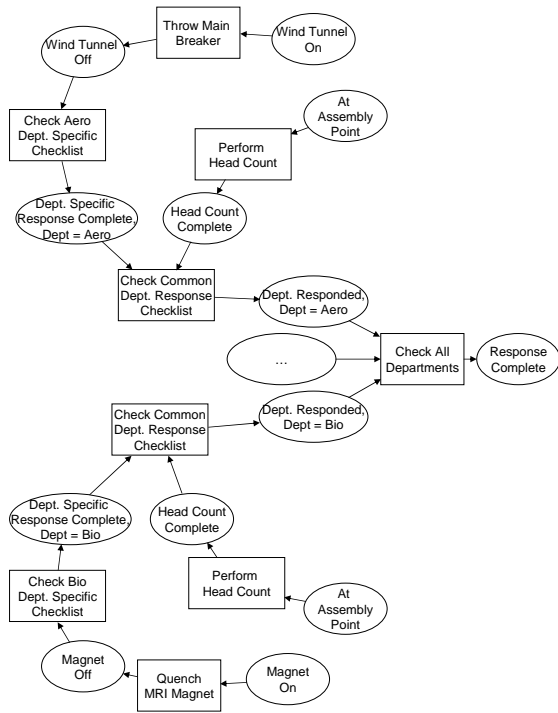 Throw Main
Breaker
Wind Tunnel
On
Wind Tunnel
Off
At
Assembly
Point
Check Aero
Dept. Specific
Checklist
Perform
Head Count
Dept. Specific
Response Complete,
Dept = Aero
Head Count
Complete
Check Common
Dept. Response
Checklist
Dept. Responded,
Dept = Aero
...
Check All
Departments
Response
Complete
Check Common
Dept. Response
Checklist
Dept. Responded,
Dept = Bio
Dept. Specific
Response Complete,
Dept = Bio
Head Count
Complete
Check Bio
Dept. Specific
Checklist
Perform
Head Count
At
Assembly
Point
Magnet
Off
Quench
MRI Magnet
Magnet
On